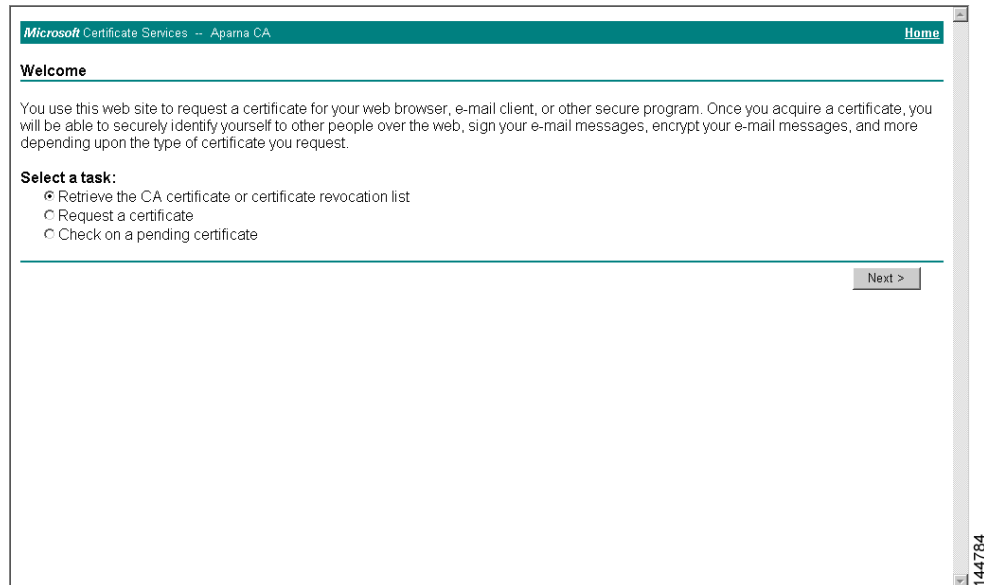 Microsoft Certificate Services -- Aparna CA Home
Welcome
You use this web site to request a certificate for your web browser, e-mail client, or other secure program. Once you acquire a certificate, you
will be able to securely identify yourself to other people over the web, sign your e-mail messages, encrypt your e-mail messages, and more
depending upon the type of certificate you request.
Select a task:
Retrieve the CA certificate or certificate revocation list
Request a certificate
Check on a pending certificate
Next >
144784